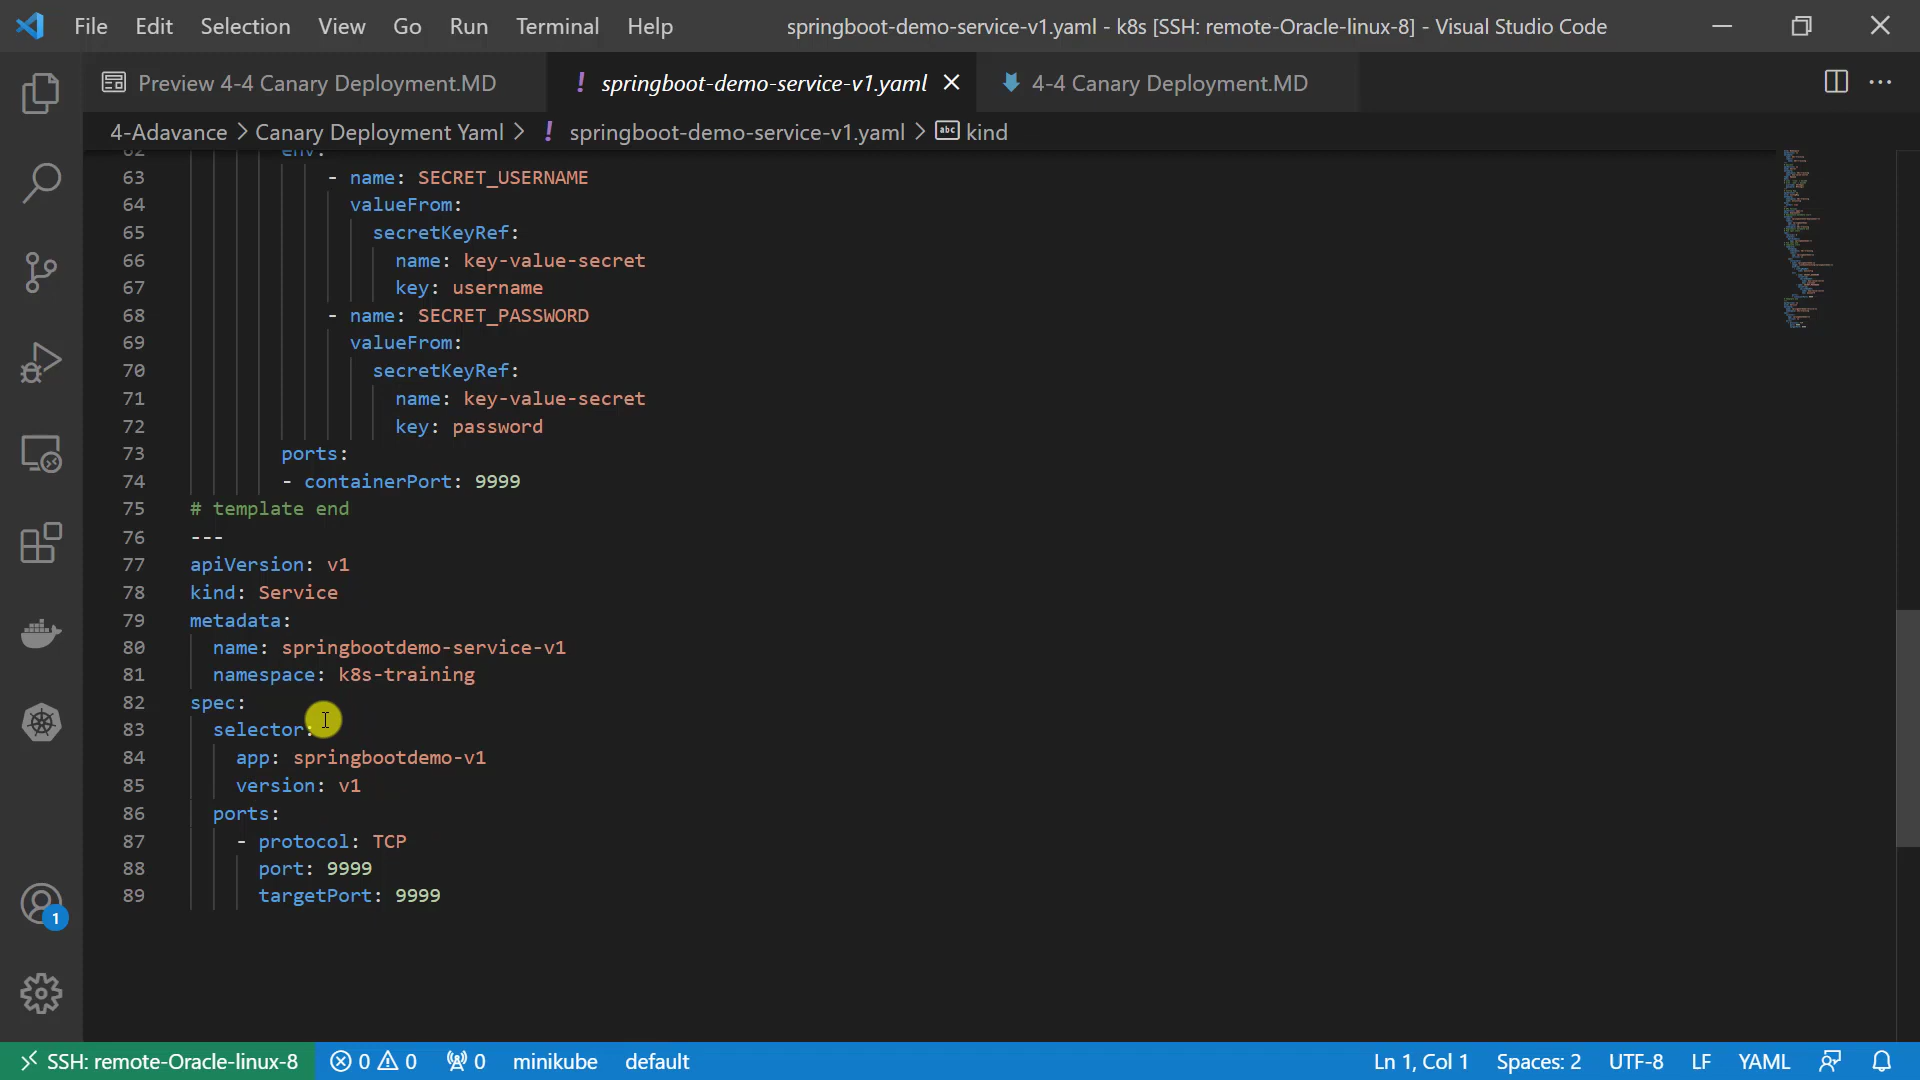 File Edit Selection View Go Run Terminal Help springboot-demo-service-v1.yaml - k8s [SSH: remote-Oracle-linux-8] - Visual Studio Code
Preview 4-4 Canary Deployment.MD ! springboot-demo-service-v1.yaml 4-4 Canary Deployment.MD
4-Adavance > Canary Deployment Yaml > ! springboot-demo-service-v1.yaml > abc kind
62 env:
63 - name: SECRET_USERNAME
64 valueFrom:
65 secretKeyRef:
66 name: key-value-secret
67 key: username
68 - name: SECRET_PASSWORD
69 valueFrom:
70 secretKeyRef:
71 name: key-value-secret
72 key: password
73 ports:
74 - containerPort: 9999
75 # template end
76 ---
77 apiVersion: v1
78 kind: Service
79 metadata:
80 name: springbootdemo-service-v1
81 namespace: k8s-training
82 spec:
83 selector:
84 app: springbootdemo-v1
85 version: v1
86 ports:
87 - protocol: TCP
88 port: 9999
89 targetPort: 9999
1
SSH: remote-Oracle-linux-8 0 0 0 minikube default Ln 1, Col 1 Spaces: 2 UTF-8 LF YAML